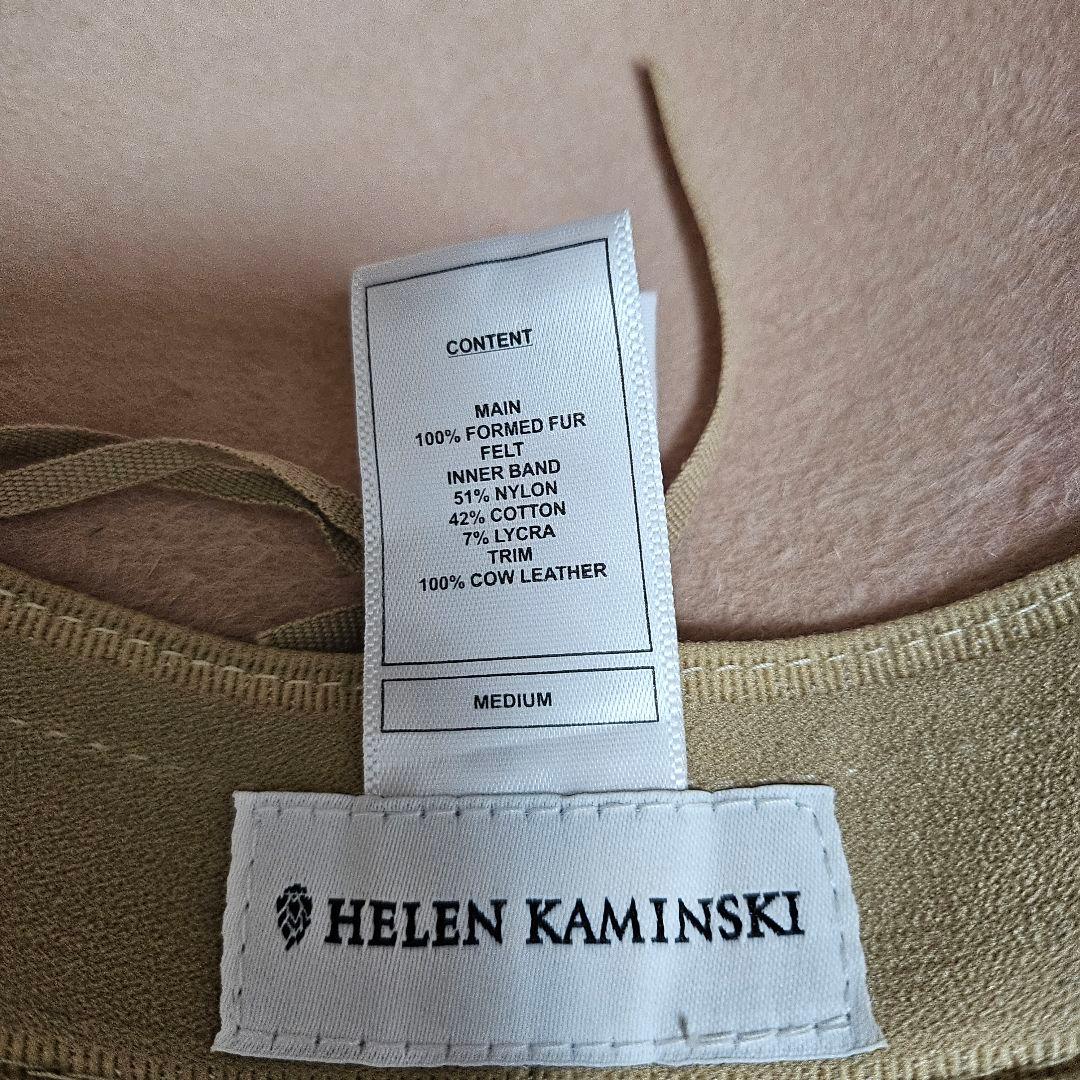 CONTENT
MAIN
100% FORMED FUR
FELT
INNER BAND
51% NYLON
42% COTTON
7% LYCRA
TRIM
100% COW LEATHER
MEDIUM
HELEN KAMINSKI